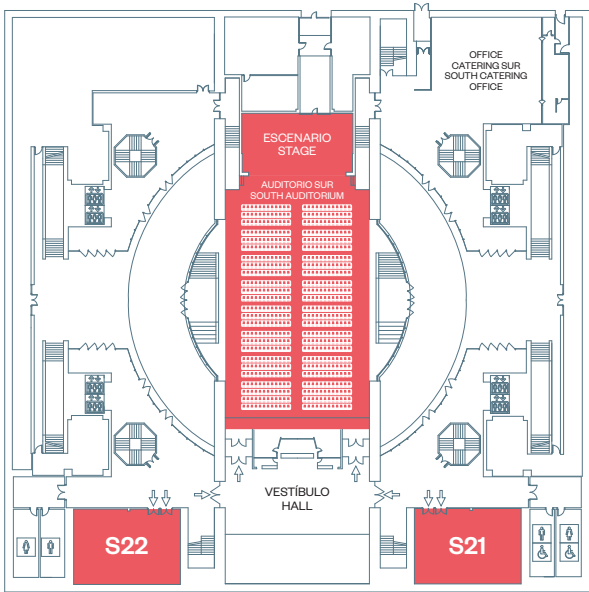 OFFICE
CATERING SUR
SOUTH CATERING
OFFICE
ESCENARIO
STAGE
AUDITORIO SUR
SOUTH AUDITORIUM
VESTÍBULO
HALL
S22
S21